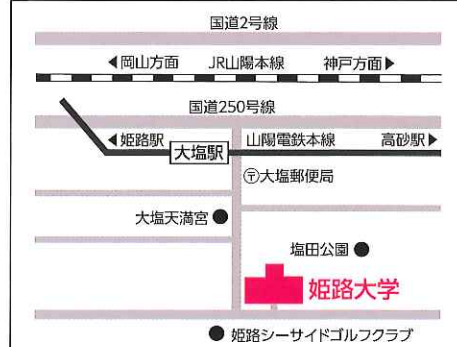 国道2号線
◀岡山方面 JR山陽本線 神戸方面▶
国道250号線
◀姫路駅 大塩駅 山陽電鉄本線 高砂駅▶
〒大塩郵便局
大塩天満宮
塩田公園
姫路大学
姫路シーサイドゴルフクラブ